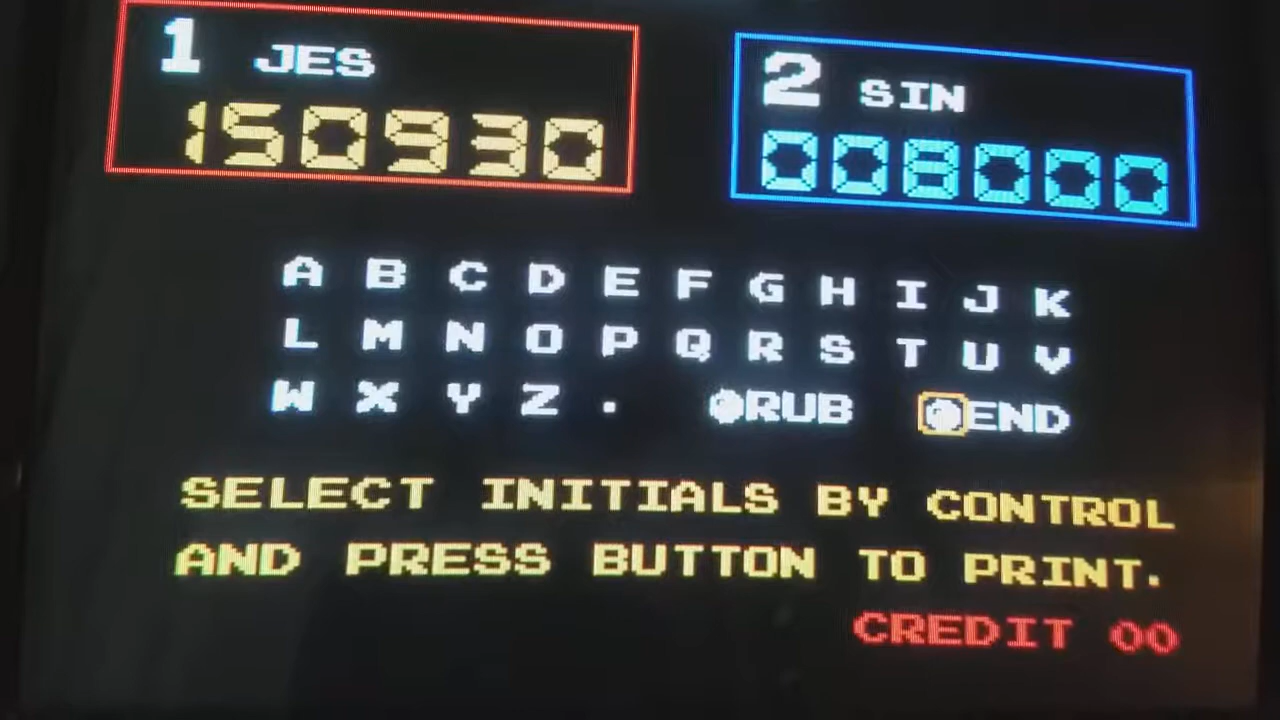 1 JES
150930
2 SIN
008000
A B C D E F G H I J K
L M N O P Q R S T U V
W X Y Z . RUB END
SELECT INITIALS BY CONTROL
AND PRESS BUTTON TO PRINT.
CREDIT 00